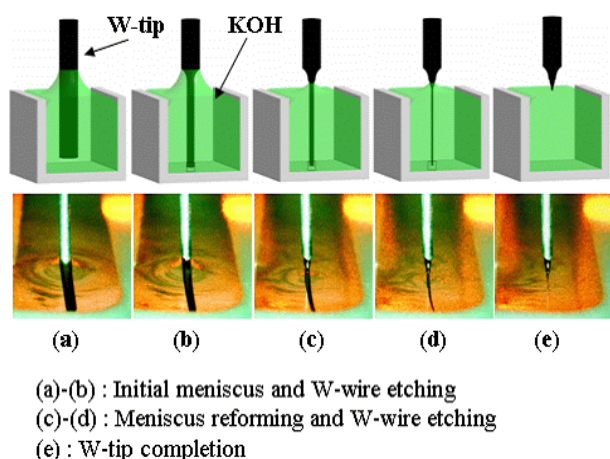 W-tip
KOH
(a) (b) (c) (d) (e)
(a)-(b) : Initial meniscus and W-wire etching
(c)-(d) : Meniscus reforming and W-wire etching
(e) : W-tip completion